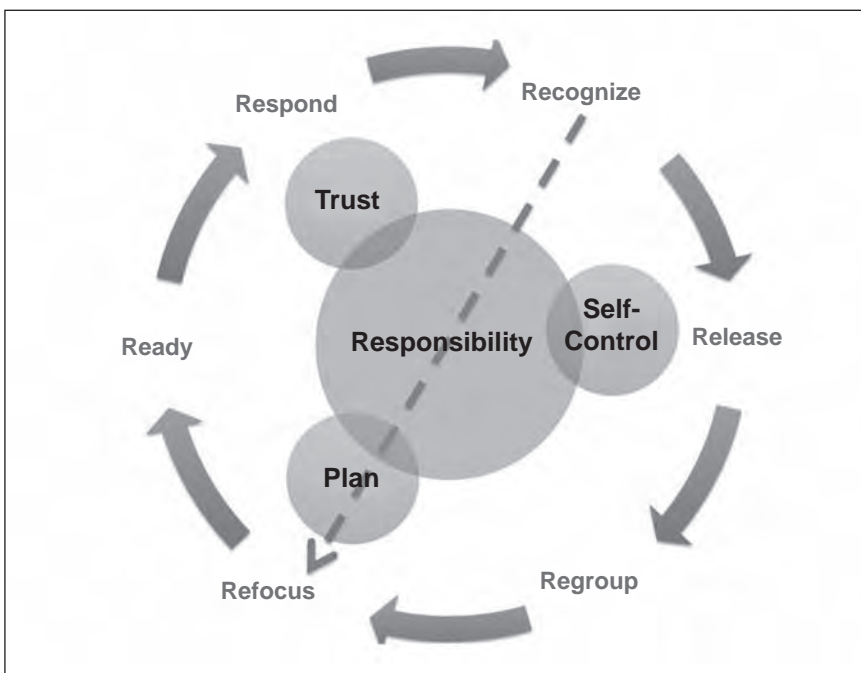 Respond
Recognize
Trust
Self-
Control
Responsibility
Ready
Release
Plan
Refocus
Regroup